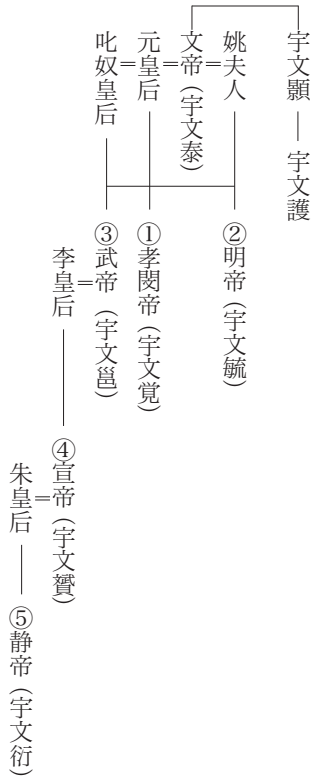 宇文顥
宇文護
姚夫人
文帝（宇文泰）
元皇后
叱奴皇后
②明帝（宇文毓）
①孝閔帝（宇文覚）
③武帝（宇文邕）
李皇后
④宣帝（宇文贇）
朱皇后
⑤静帝（宇文衍）